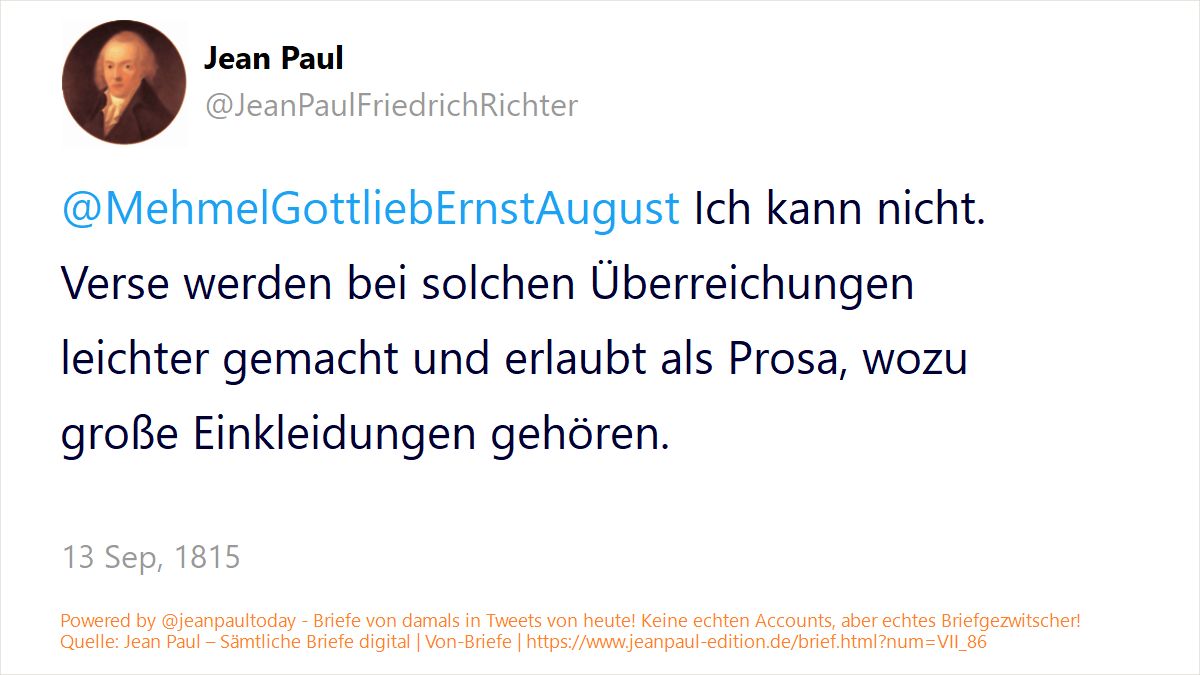 Jean Paul
@JeanPaulFriedrichRichter
@MehmelGottliebErnstAugust Ich kann nicht.
Verse werden bei solchen Überreichungen
leichter gemacht und erlaubt als Prosa, wozu
große Einkleidungen gehören.
13 Sep, 1815
Powered by @jeanpaultoday - Briefe von damals in Tweets von heute! Keine echten Accounts, aber echtes Briefgezwitscher!
Quelle: Jean Paul – Sämtliche Briefe digital | Von-Briefe | https://www.jeanpaul-edition.de/brief.html?num=VII_86